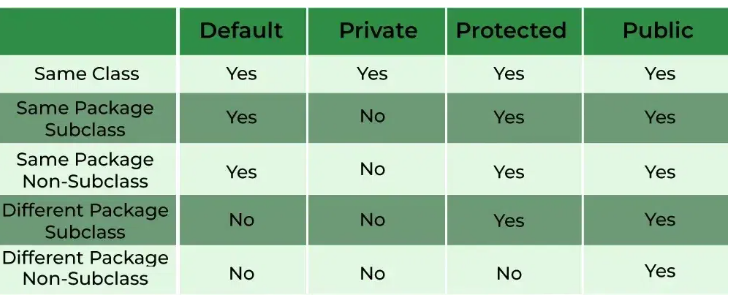 Default Private Protected Public
Same Class Yes Yes Yes Yes
Same Package
Subclass Yes No Yes Yes
Same Package
Non-Subclass Yes No Yes Yes
Different Package
Subclass No No Yes Yes
Different Package
Non-Subclass No No No Yes